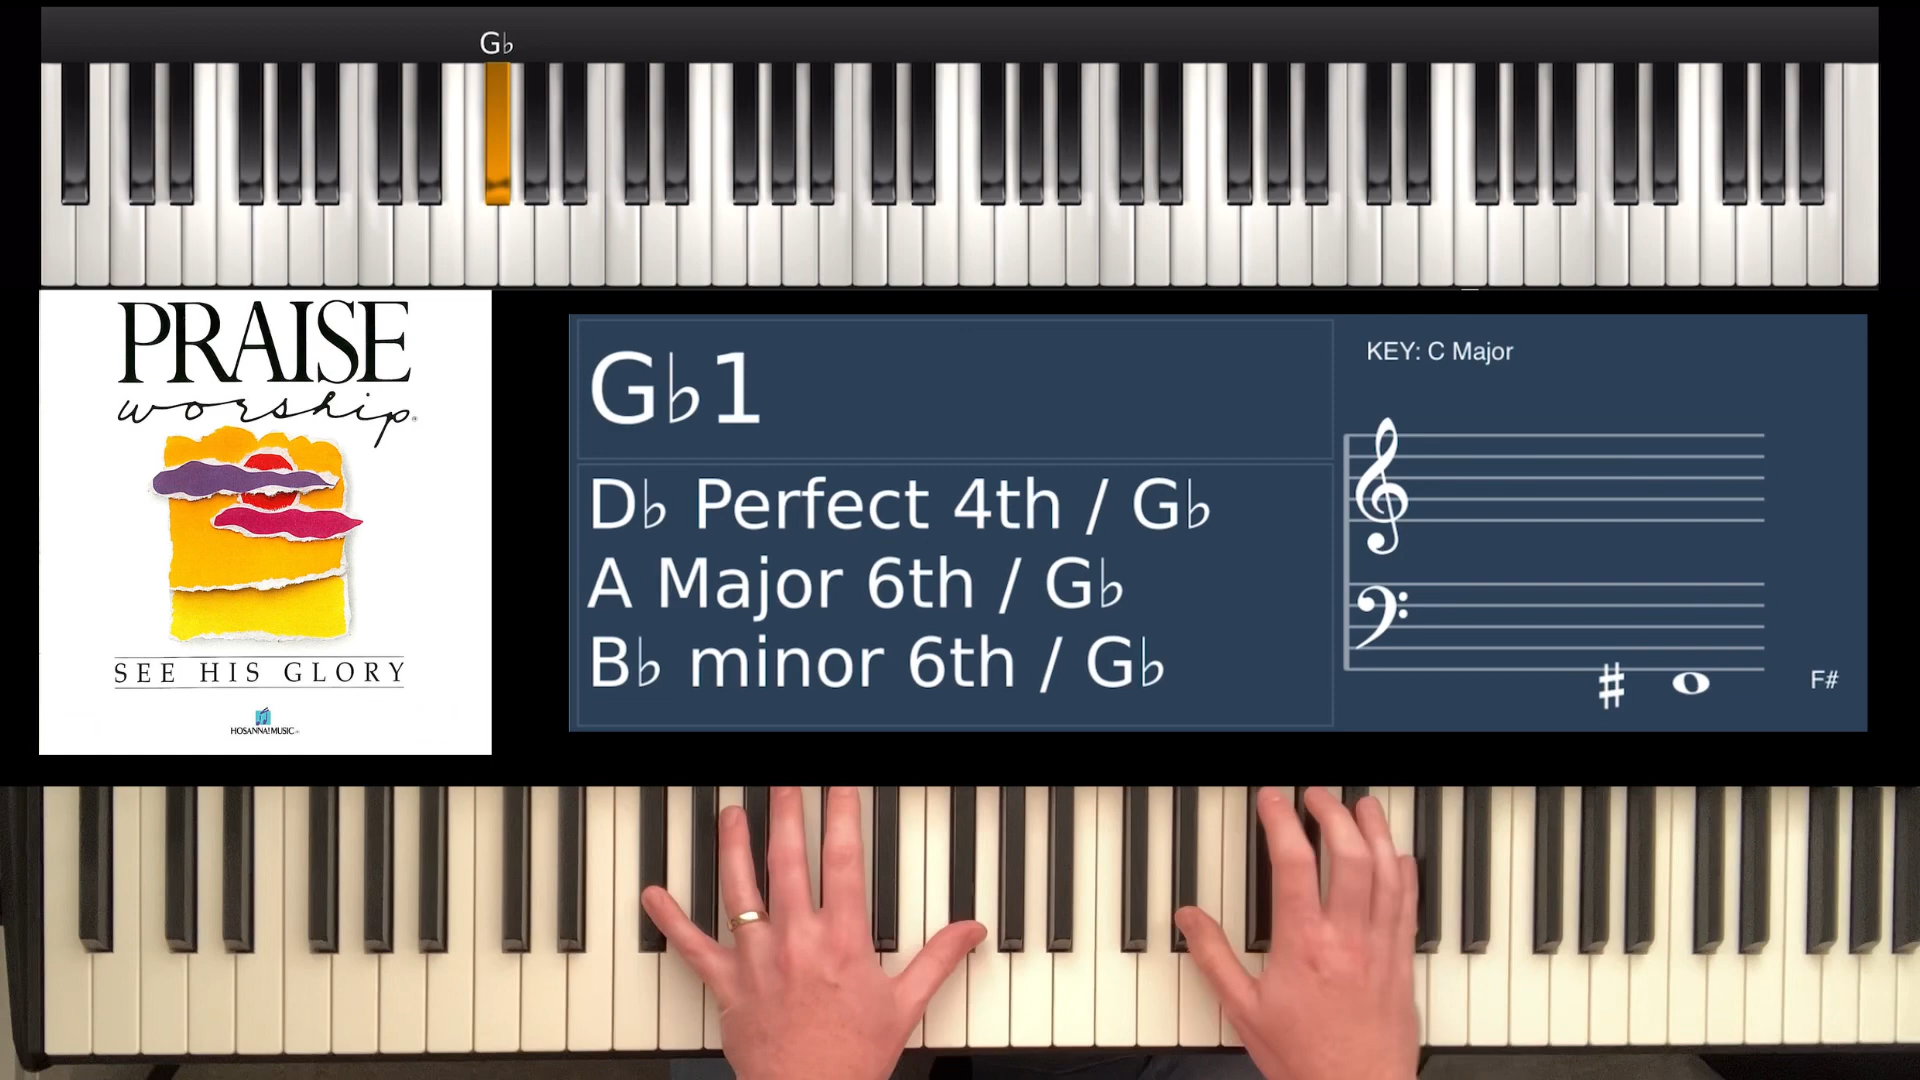 G♭
PRAISE
worship
SEE HIS GLORY
HOSANNA! MUSIC
G♭1
D♭ Perfect 4th / G♭
A Major 6th / G♭
B♭ minor 6th / G♭
KEY: C Major
F#